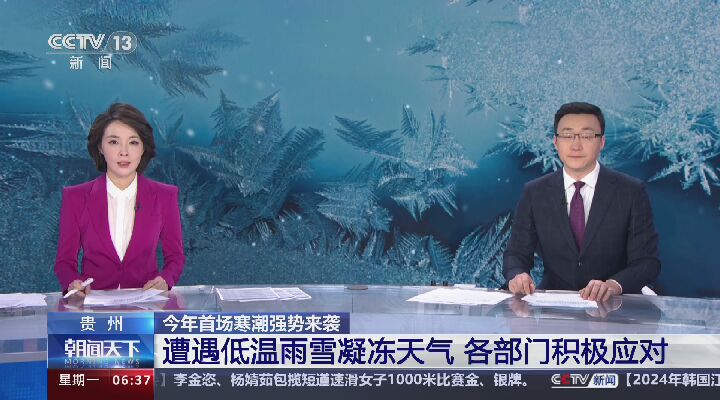 CCTV 13
新闻
贵州
今年首场寒潮强势来袭
朝闻天下
MORNING NEWS
遭遇低温雨雪凝冻天气 各部门积极应对
星期一 06:37
】李金恣、杨婧茹包揽短道速滑女子1000米比赛金、银牌。 CCTV新闻 【2024年韩国江